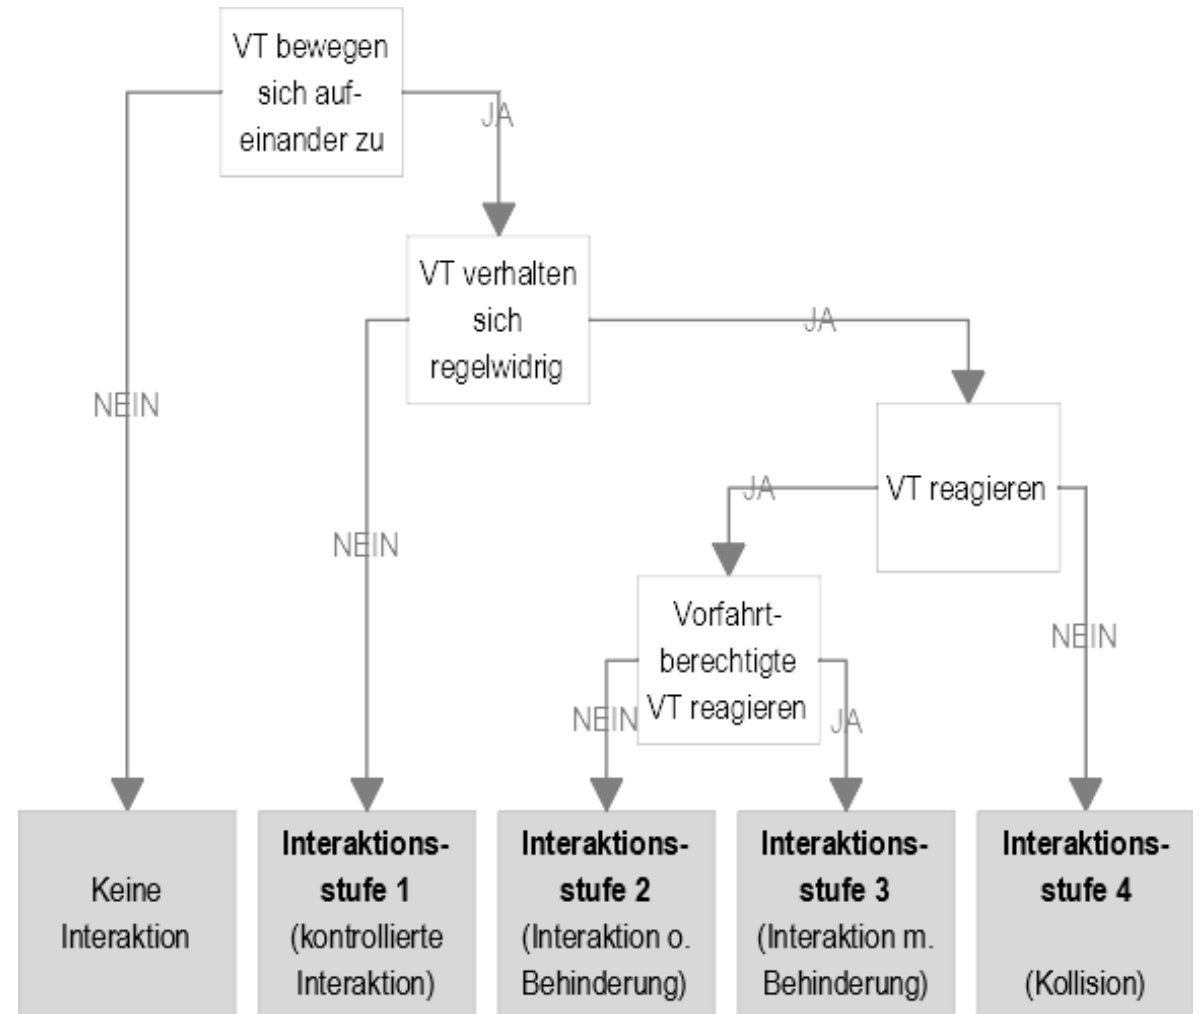 VT bewegen
sich auf-
einander zu
JA
NEIN
VT verhalten
sich
regelwidrig
JA
NEIN
VT reagieren
JA
NEIN
Vorfahrt-
berechtigte
VT reagieren
NEIN
JA
Keine
Interaktion
Interaktions-
stufe 1
(kontrollierte
Interaktion)
Interaktions-
stufe 2
(Interaktion o.
Behinderung)
Interaktions-
stufe 3
(Interaktion m.
Behinderung)
Interaktions-
stufe 4
(Kollision)